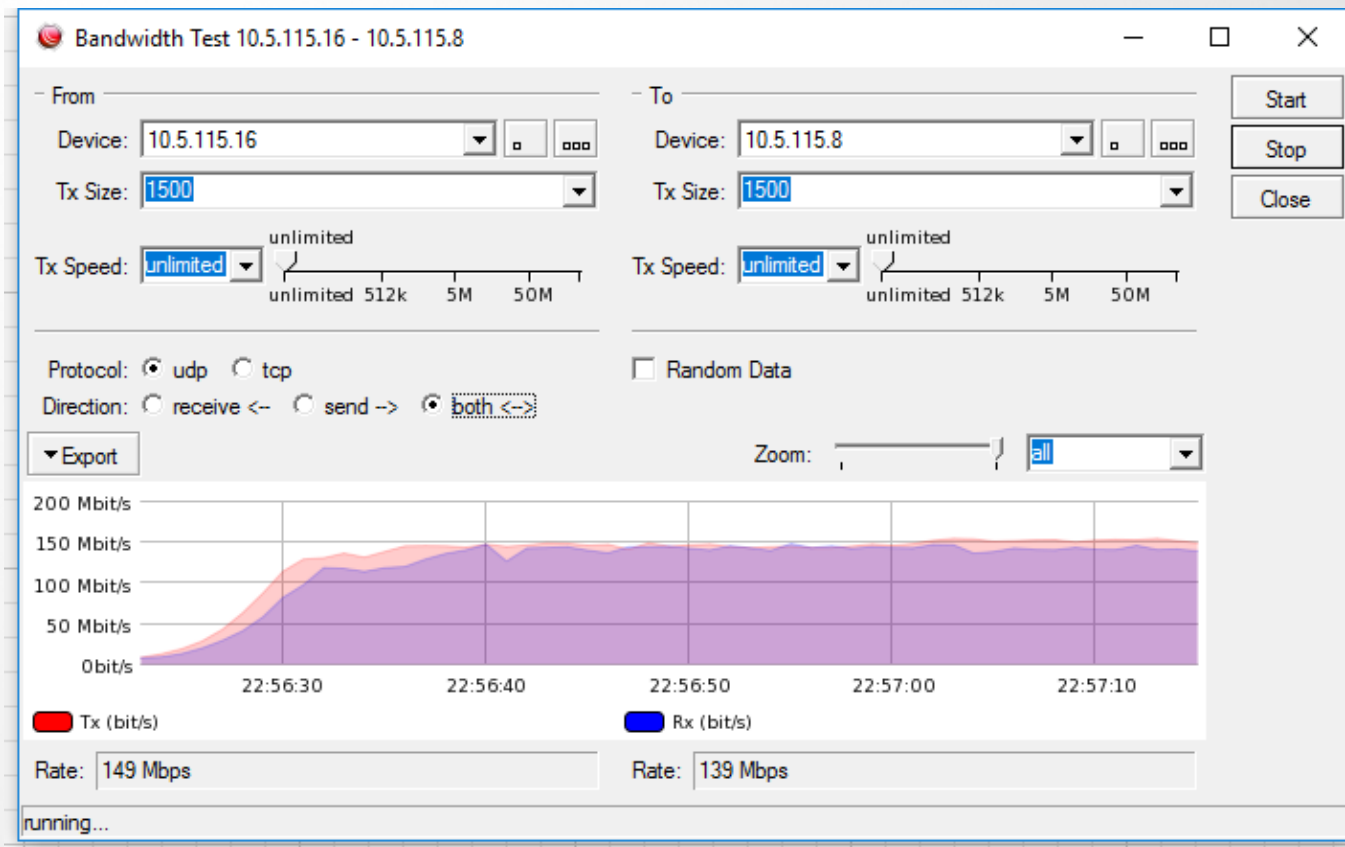 Bandwidth Test 10.5.115.16 - 10.5.115.8
From
To
Start
Device: 10.5.115.16
Device: 10.5.115.8
Stop
Tx Size: 1500
Tx Size: 1500
Close
unlimited
unlimited
Tx Speed: unlimited
Tx Speed: unlimited
unlimited 512k 5M 50M
unlimited 512k 5M 50M
Protocol: udp tcp
Random Data
Direction: receive <-- send --> both <-->
Export
Zoom: all
200 Mbit/s
150 Mbit/s
100 Mbit/s
50 Mbit/s
0bit/s
22:56:30 22:56:40 22:56:50 22:57:00 22:57:10
Tx (bit/s)
Rx (bit/s)
Rate: 149 Mbps
Rate: 139 Mbps
running...